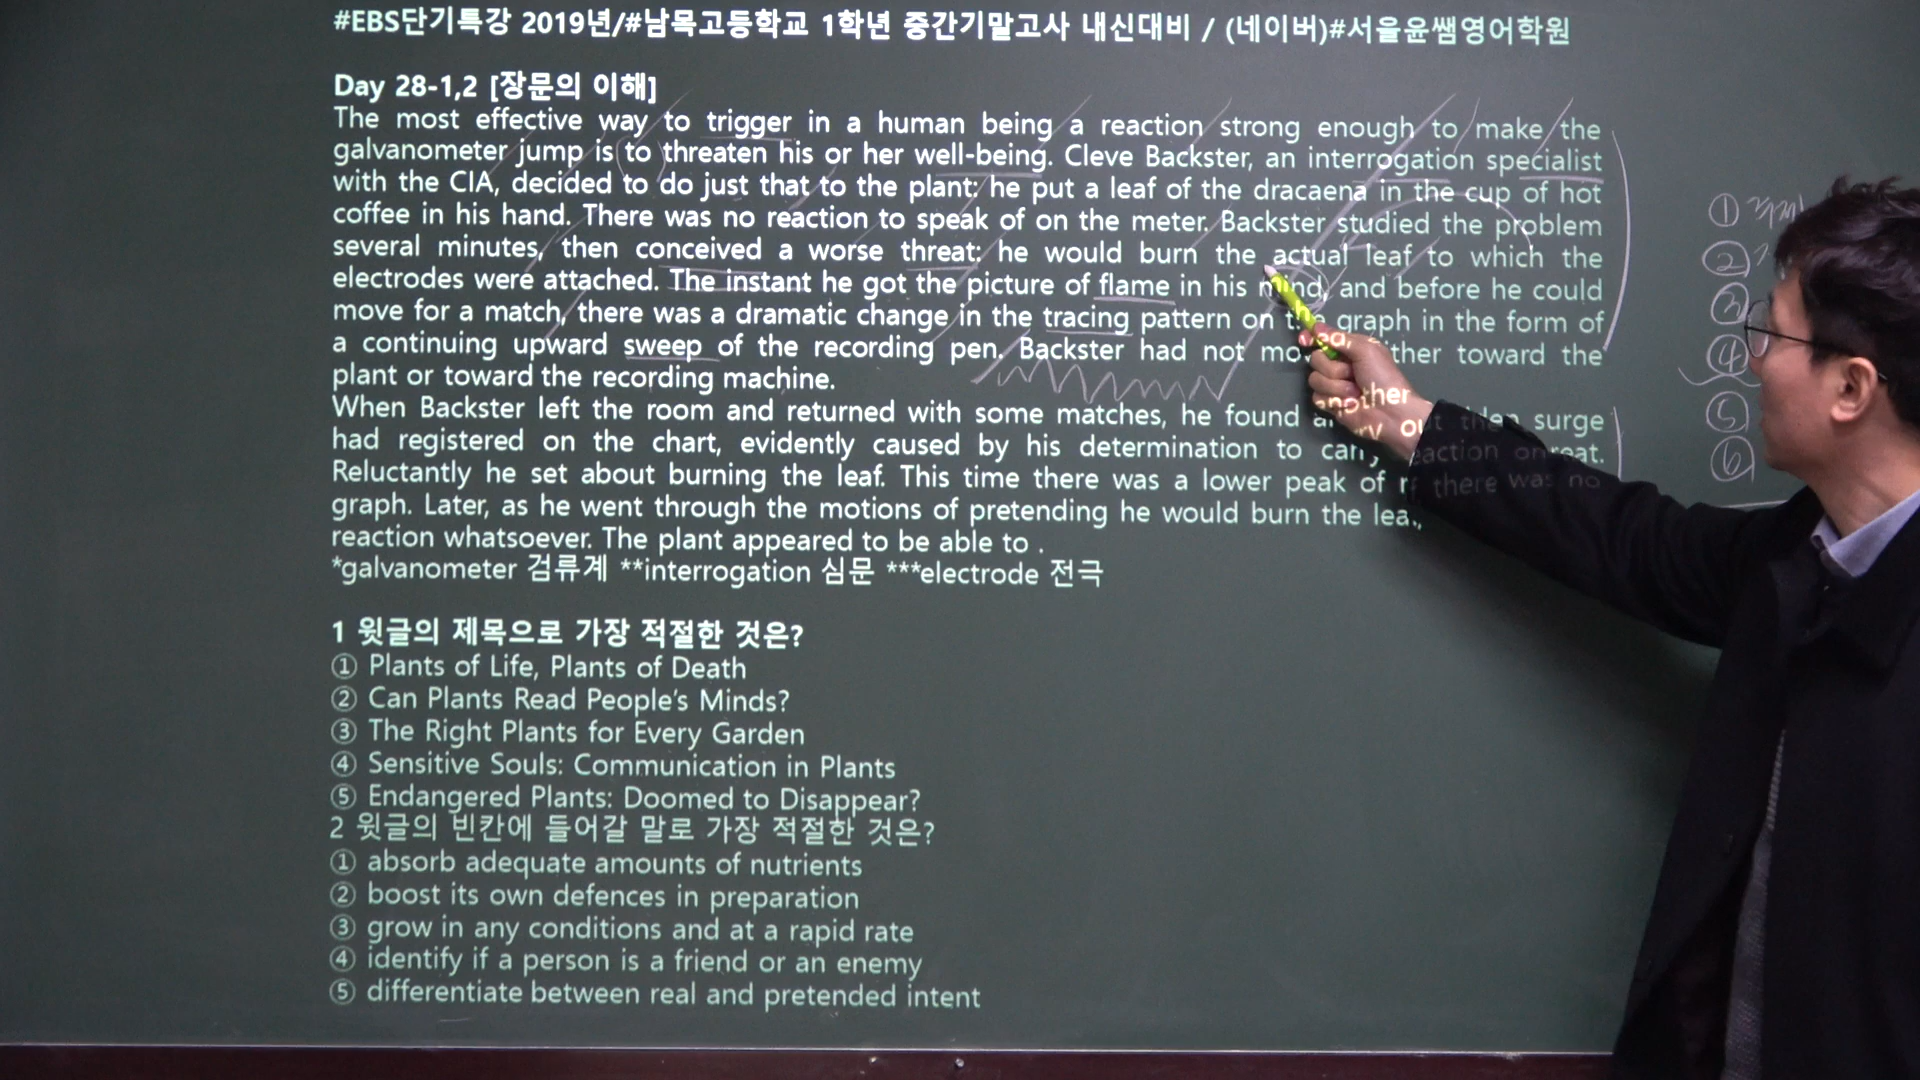 #EBS단기특강 2019년/#남목고등학교 1학년 중간기말고사 내신대비 / (네이버)#서울윤쌤영어학원
Day 28-1,2 [장문의 이해]
The most effective way to trigger in a human being a reaction strong enough to make the
galvanometer jump is to threaten his or her well-being. Cleve Backster, an interrogation specialist
with the CIA, decided to do just that to the plant: he put a leaf of the dracaena in the cup of hot
coffee in his hand. There was no reaction to speak of on the meter. Backster studied the problem
several minutes, then conceived a worse threat: he would burn the actual leaf to which the
electrodes were attached. The instant he got the picture of flame in his mind, and before he could
move for a match, there was a dramatic change in the tracing pattern on the graph in the form of
a continuing upward sweep of the recording pen. Backster had not moved, either toward the
plant or toward the recording machine.
When Backster left the room and returned with some matches, he found another surge
had registered on the chart, evidently caused by his determination to carry out
Reluctantly he set about burning the leaf. This time there was a lower peak of reaction on
graph. Later, as he went through the motions of pretending he would burn the leaf, there was no
reaction whatsoever. The plant appeared to be able to .
*galvanometer 검류계 **interrogation 심문 ***electrode 전극
1 윗글의 제목으로 가장 적절한 것은?
① Plants of Life, Plants of Death
② Can Plants Read People's Minds?
③ The Right Plants for Every Garden
④ Sensitive Souls: Communication in Plants
⑤ Endangered Plants: Doomed to Disappear?
2 윗글의 빈칸에 들어갈 말로 가장 적절한 것은?
① absorb adequate amounts of nutrients
② boost its own defences in preparation
③ grow in any conditions and at a rapid rate
④ identify if a person is a friend or an enemy
⑤ differentiate between real and pretended intent
①
②
③
④
⑤
⑥